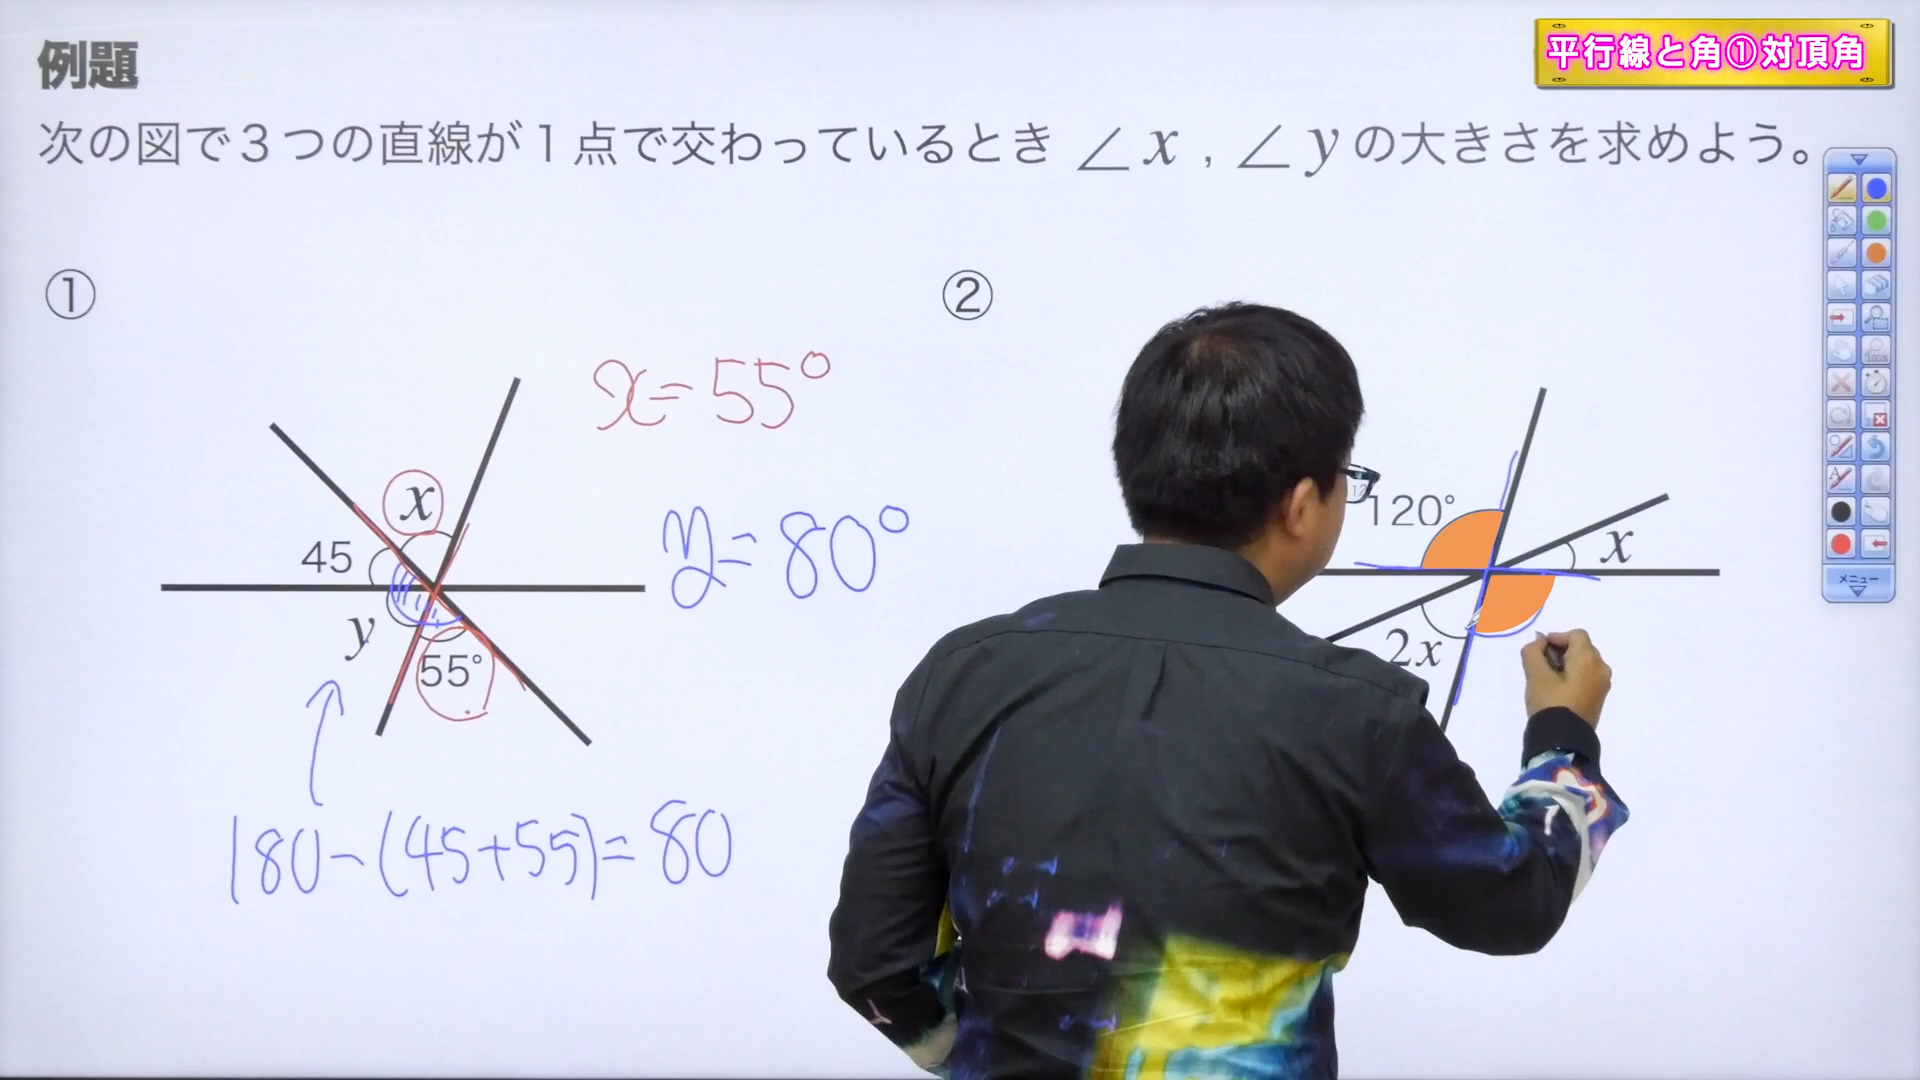 例題
平行線と角①対頂角
次の図で3つの直線が1点で交わっているとき ∠x , ∠yの大きさを求めよう。
①
②
x=55°
x
45
y=80°
y
55°
180-(45+55)=80
120°
x
2x
メニュー